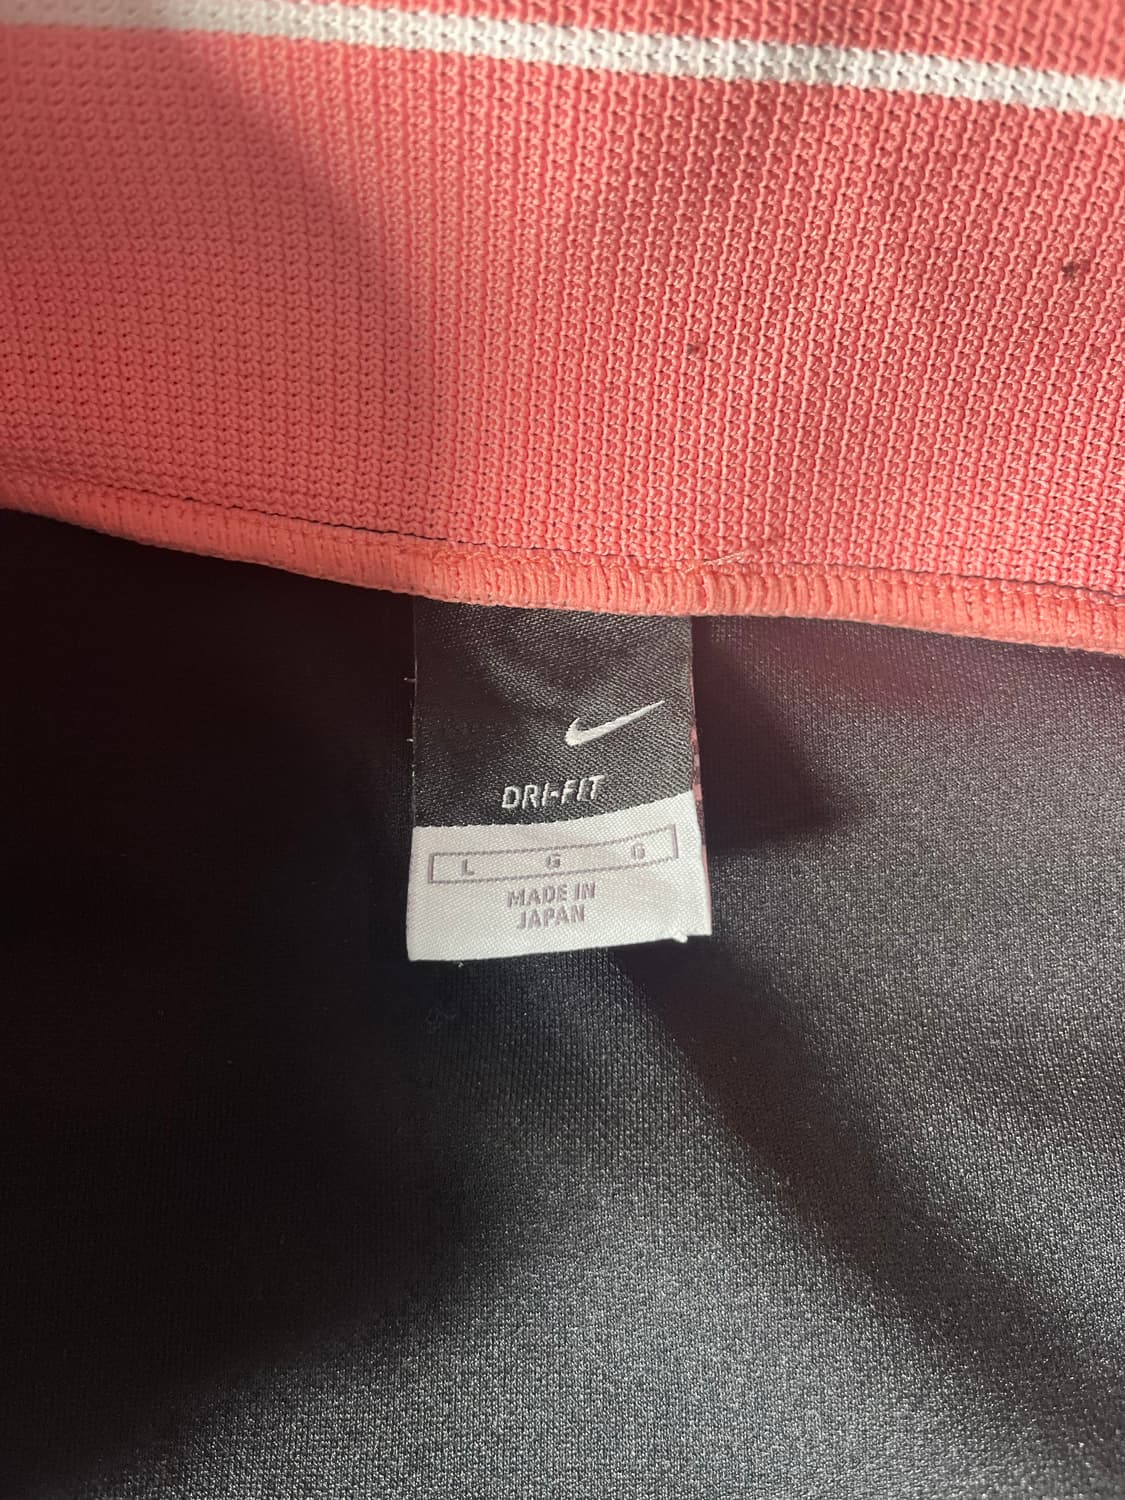 DRI-FIT
L G G
MADE IN
JAPAN